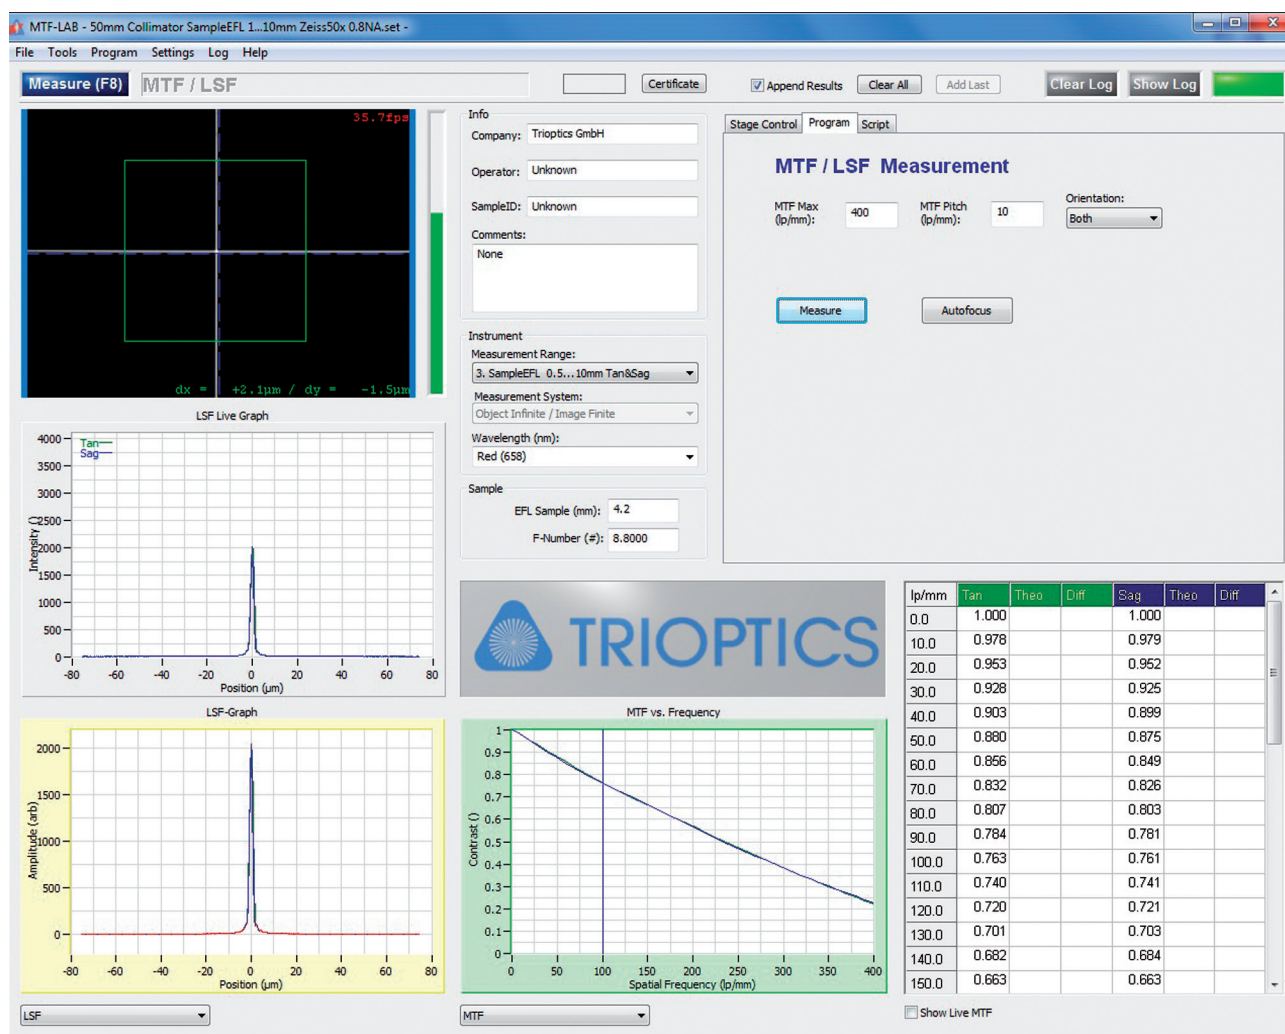 MTF-LAB - 50mm Collimator SampleEFL 1...10mm Zeiss50x 0.8NA.set -
File Tools Program Settings Log Help
Measure (F8) MTF / LSF Certificate Append Results Clear All Add Last Clear Log Show Log
35.7fps
dx = +2.1µm / dy = -1.5µm
Info
Company: Trioptics GmbH
Operator: Unknown
SampleID: Unknown
Comments:
None
Instrument
Measurement Range:
3. SampleEFL 0.5...10mm Tan&Sag
Measurement System:
Object Infinite / Image Finite
Wavelength (nm):
Red (658)
Sample
EFL Sample (mm): 4.2
F-Number (#): 8.8000
Stage Control Program Script
MTF / LSF Measurement
MTF Max (lp/mm): 400
MTF Pitch (lp/mm): 10
Orientation:
Both
Measure Autofocus
LSF Live Graph
Tan
Sag
4000
3500
3000
2500
2000
1500
1000
500
0
Intensity ()
-80 -60 -40 -20 0 20 40 60 80
Position (µm)
TRIOPTICS
LSF-Graph
2000
1500
1000
500
0
Amplitude (arb)
-80 -60 -40 -20 0 20 40 60 80
Position (µm)
LSF
MTF vs. Frequency
1
0.9
0.8
0.7
0.6
0.5
0.4
0.3
0.2
0.1
0
Contrast ()
0 50 100 150 200 250 300 350 400
Spatial Frequency (lp/mm)
MTF
lp/mm Tan Theo Diff Sag Theo Diff
0.0 1.000 1.000
10.0 0.978 0.979
20.0 0.953 0.952
30.0 0.928 0.925
40.0 0.903 0.899
50.0 0.880 0.875
60.0 0.856 0.849
70.0 0.832 0.826
80.0 0.807 0.803
90.0 0.784 0.781
100.0 0.763 0.761
110.0 0.740 0.741
120.0 0.720 0.721
130.0 0.701 0.703
140.0 0.682 0.684
150.0 0.663 0.663
Show Live MTF